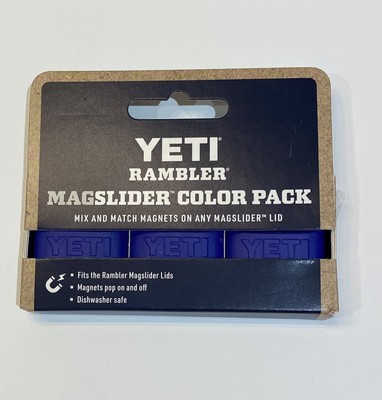 YETI®
RAMBLER®
MAGSLIDER™ COLOR PACK
MIX AND MATCH MAGNETS ON ANY MAGSLIDER™ LID
YETI YETI YETI
• Fits the Rambler Magslider Lids
• Magnets pop on and off
• Dishwasher safe